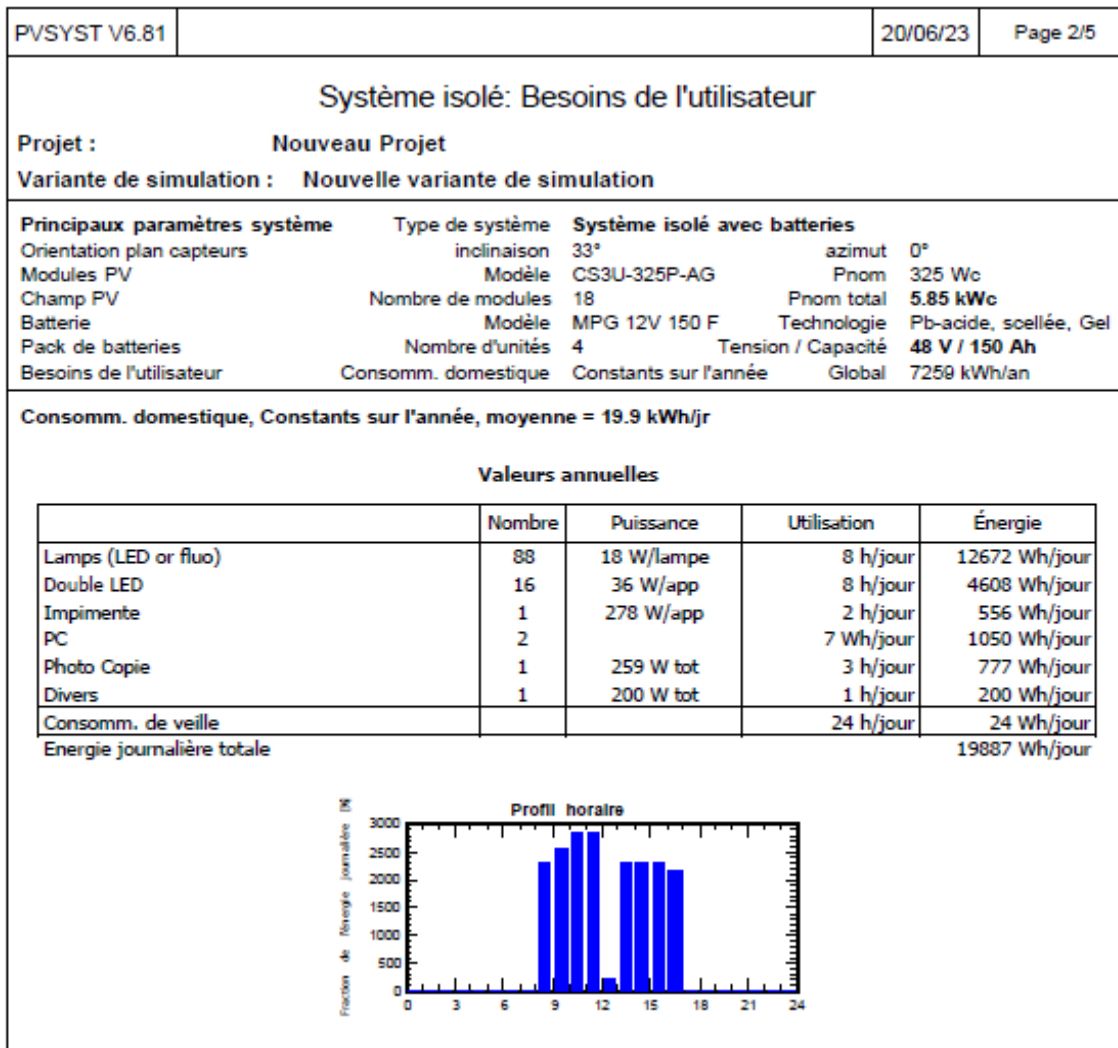 PVSYST V6.81 20/06/23 Page 2/5
Système isolé: Besoins de l'utilisateur
Projet : Nouveau Projet
Variante de simulation : Nouvelle variante de simulation
Principaux paramètres système Type de système Système isolé avec batteries
Orientation plan capteurs inclinaison 33° azimut 0°
Modules PV Modèle CS3U-325P-AG Pnom 325 Wc
Champ PV Nombre de modules 18 Pnom total 5.85 kWc
Batterie Modèle MPG 12V 150 F Technologie Pb-acide, scellée, Gel
Pack de batteries Nombre d'unités 4 Tension / Capacité 48 V / 150 Ah
Besoins de l'utilisateur Consomm. domestique Constants sur l'année Global 7259 kWh/an
Consomm. domestique, Constants sur l'année, moyenne = 19.9 kWh/jr
Valeurs annuelles
Nombre Puissance Utilisation Énergie
Lamps (LED or fluo) 88 18 W/lampe 8 h/jour 12672 Wh/jour
Double LED 16 36 W/app 8 h/jour 4608 Wh/jour
Impimente 1 278 W/app 2 h/jour 556 Wh/jour
PC 2 7 Wh/jour 1050 Wh/jour
Photo Copie 1 259 W tot 3 h/jour 777 Wh/jour
Divers 1 200 W tot 1 h/jour 200 Wh/jour
Consomm. de veille 24 h/jour 24 Wh/jour
Energie journalière totale 19887 Wh/jour
Profil horaire
Fraction de l'énergie journalière [%]
3000
2500
2000
1500
1000
500
0
0 3 6 9 12 15 18 21 24